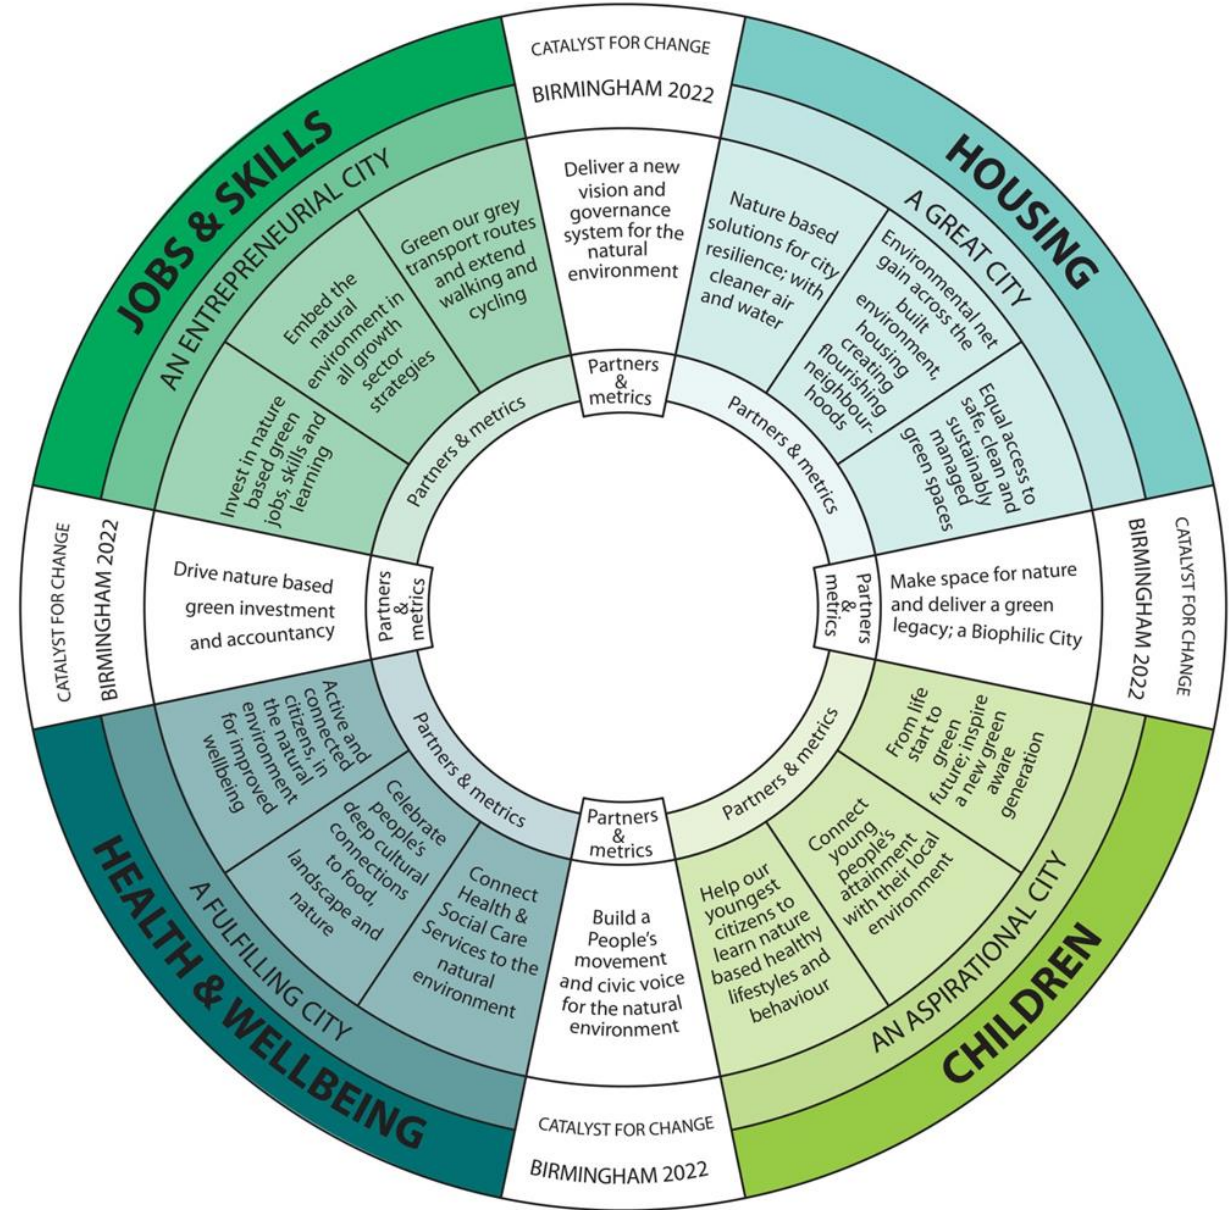 CATALYST FOR CHANGE
BIRMINGHAM 2022
Deliver a new
vision and
governance
system for the
natural
environment
Partners
&
metrics
HOUSING
A GREAT CITY
Nature based
solutions for city
resilience; with
cleaner air
and water
Environmental net
gain across the
built
environment,
housing
creating
flourishing
neighbour-
hoods
Equal access to
safe, clean and
sustainably
managed
green spaces
Partners & metrics
CATALYST FOR CHANGE
BIRMINGHAM 2022
Make space for nature
and deliver a green
legacy; a Biophilic City
Partners
&
metrics
CHILDREN
AN ASPIRATIONAL CITY
From life
start to
green
future; inspire
a new green
aware
generation
Connect
young
people's
attainment
with their local
environment
Help our
youngest
citizens to
learn nature
based healthy
lifestyles and
behaviour
Partners & metrics
Partners
&
metrics
Build a
People's
movement
and civic voice
for the natural
environment
CATALYST FOR CHANGE
BIRMINGHAM 2022
HEALTH & WELLBEING
A FULFILLING CITY
Connect
Health &
Social Care
Services to the
natural
environment
Celebrate
people's
deep cultural
connections
to food,
landscape and
nature
Active and
connected
citizens, in
the natural
environment
for improved
wellbeing
Partners & metrics
CATALYST FOR CHANGE
BIRMINGHAM 2022
Drive nature based
green investment
and accountancy
Partners
&
metrics
JOBS & SKILLS
AN ENTREPRENEURIAL CITY
Invest in nature
based green
jobs, skills and
learning
Embed the
natural
environment in
all growth
sector
strategies
Green our grey
transport routes
and extend
walking and
cycling
Partners & metrics